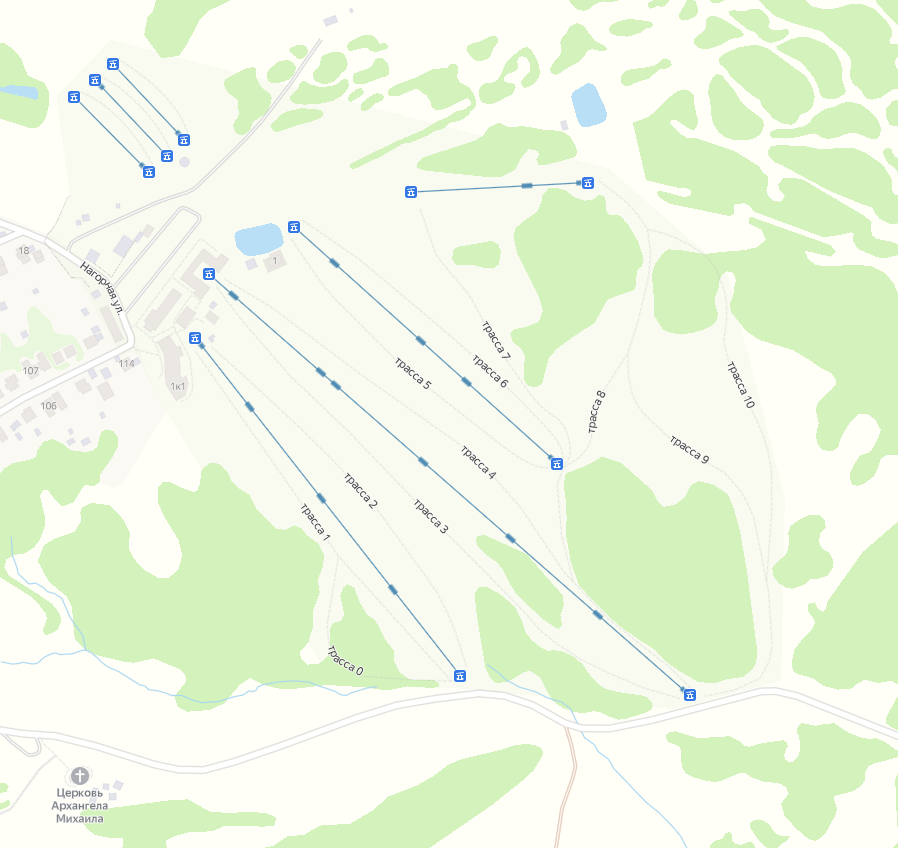 18
Нагорная ул.
1
107
114
106
1к1
трасса 7
трасса 6
трасса 5
трасса 8
трасса 10
трасса 9
трасса 4
трасса 2
трасса 3
трасса 1
трасса 0
Церковь
Архангела
Михаила